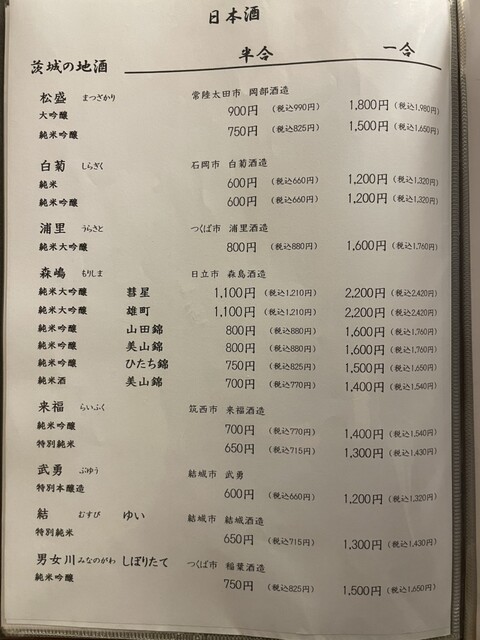 日本酒
茨城の地酒 半合 一合
松盛 まつざかり 常陸太田市 岡部酒造
大吟醸 900円 (税込990円) 1,800円 (税込1,980円)
純米吟醸 750円 (税込825円) 1,500円 (税込1,650円)
白菊 しらぎく 石岡市 白菊酒造
純米 600円 (税込660円) 1,200円 (税込1,320円)
純米吟醸 600円 (税込660円) 1,200円 (税込1,320円)
浦里 うらさと つくば市 浦里酒造
純米大吟醸 800円 (税込880円) 1,600円 (税込1,760円)
森嶋 もりしま 日立市 森島酒造
純米大吟醸 彗星 1,100円 (税込1,210円) 2,200円 (税込2,420円)
純米大吟醸 雄町 1,100円 (税込1,210円) 2,200円 (税込2,420円)
純米吟醸 山田錦 800円 (税込880円) 1,600円 (税込1,760円)
純米吟醸 美山錦 800円 (税込880円) 1,600円 (税込1,760円)
純米吟醸 ひたち錦 750円 (税込825円) 1,500円 (税込1,650円)
純米酒 美山錦 700円 (税込770円) 1,400円 (税込1,540円)
来福 らいふく 筑西市 来福酒造
純米吟醸 700円 (税込770円) 1,400円 (税込1,540円)
特別純米 650円 (税込715円) 1,300円 (税込1,430円)
武勇 ぶゆう 結城市 武勇
特別本醸造 600円 (税込660円) 1,200円 (税込1,320円)
結 むすび ゆい 結城市 結城酒造
特別純米 650円 (税込715円) 1,300円 (税込1,430円)
男女川 みなのがわ しぼりたて つくば市 稲葉酒造
純米吟醸 750円 (税込825円) 1,500円 (税込1,650円)